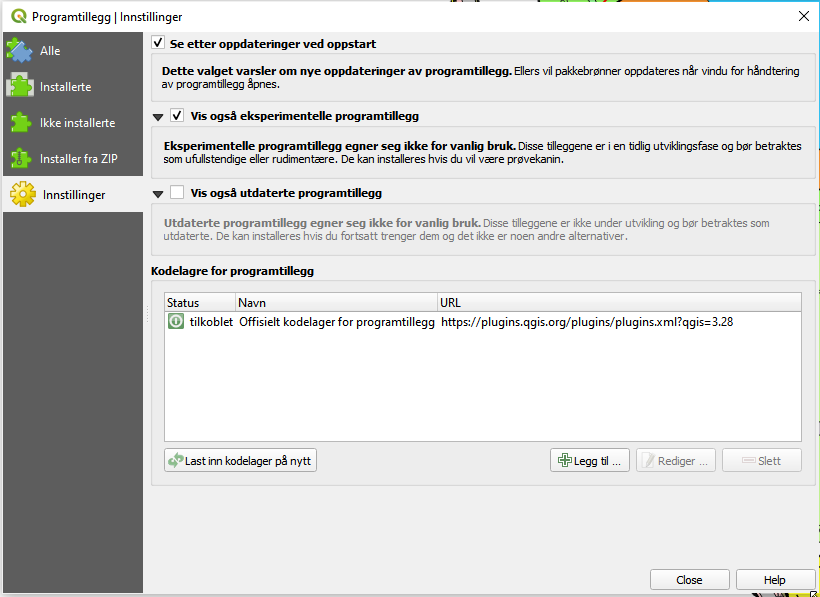 Programtillegg | Innstillinger
Alle
Installerte
Ikke installerte
Installer fra ZIP
Innstillinger
Se etter oppdateringer ved oppstart
Dette valget varsler om nye oppdateringer av programtillegg. Ellers vil pakkebrønner oppdateres når vindu for håndtering
av programtillegg åpnes.
Vis også eksperimentelle programtillegg
Eksperimentelle programtillegg egner seg ikke for vanlig bruk. Disse tilleggene er i en tidlig utviklingsfase og bør betraktes
som ufullstendige eller rudimentære. De kan installeres hvis du vil være prøvekanin.
Vis også utdaterte programtillegg
Utdaterte programtillegg egner seg ikke for vanlig bruk. Disse tilleggene er ikke under utvikling og bør betraktes som
utdaterte. De kan installeres hvis du fortsatt trenger dem og det ikke er noen andre alternativer.
Kodelagre for programtillegg
Status Navn URL
tilkoblet Offisielt kodelager for programtillegg https://plugins.qgis.org/plugins/plugins.xml?qgis=3.28
Last inn kodelager på nytt Legg til ... Rediger ... Slett
Close Help